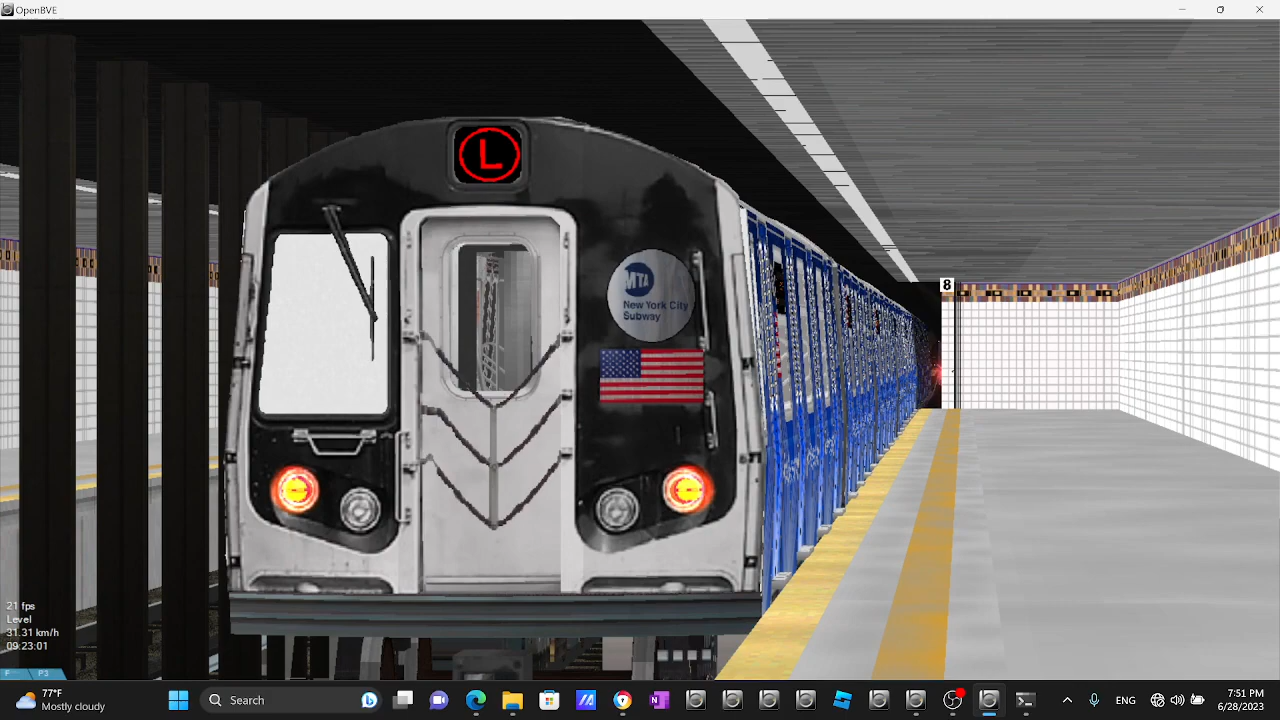 OpenBVE
L
MTA
New York City
Subway
8
21 fps
Level
31.31 km/h
09:23:01
F
P3
77°F
Mostly cloudy
Search
ENG
7:51 PM
6/28/2023